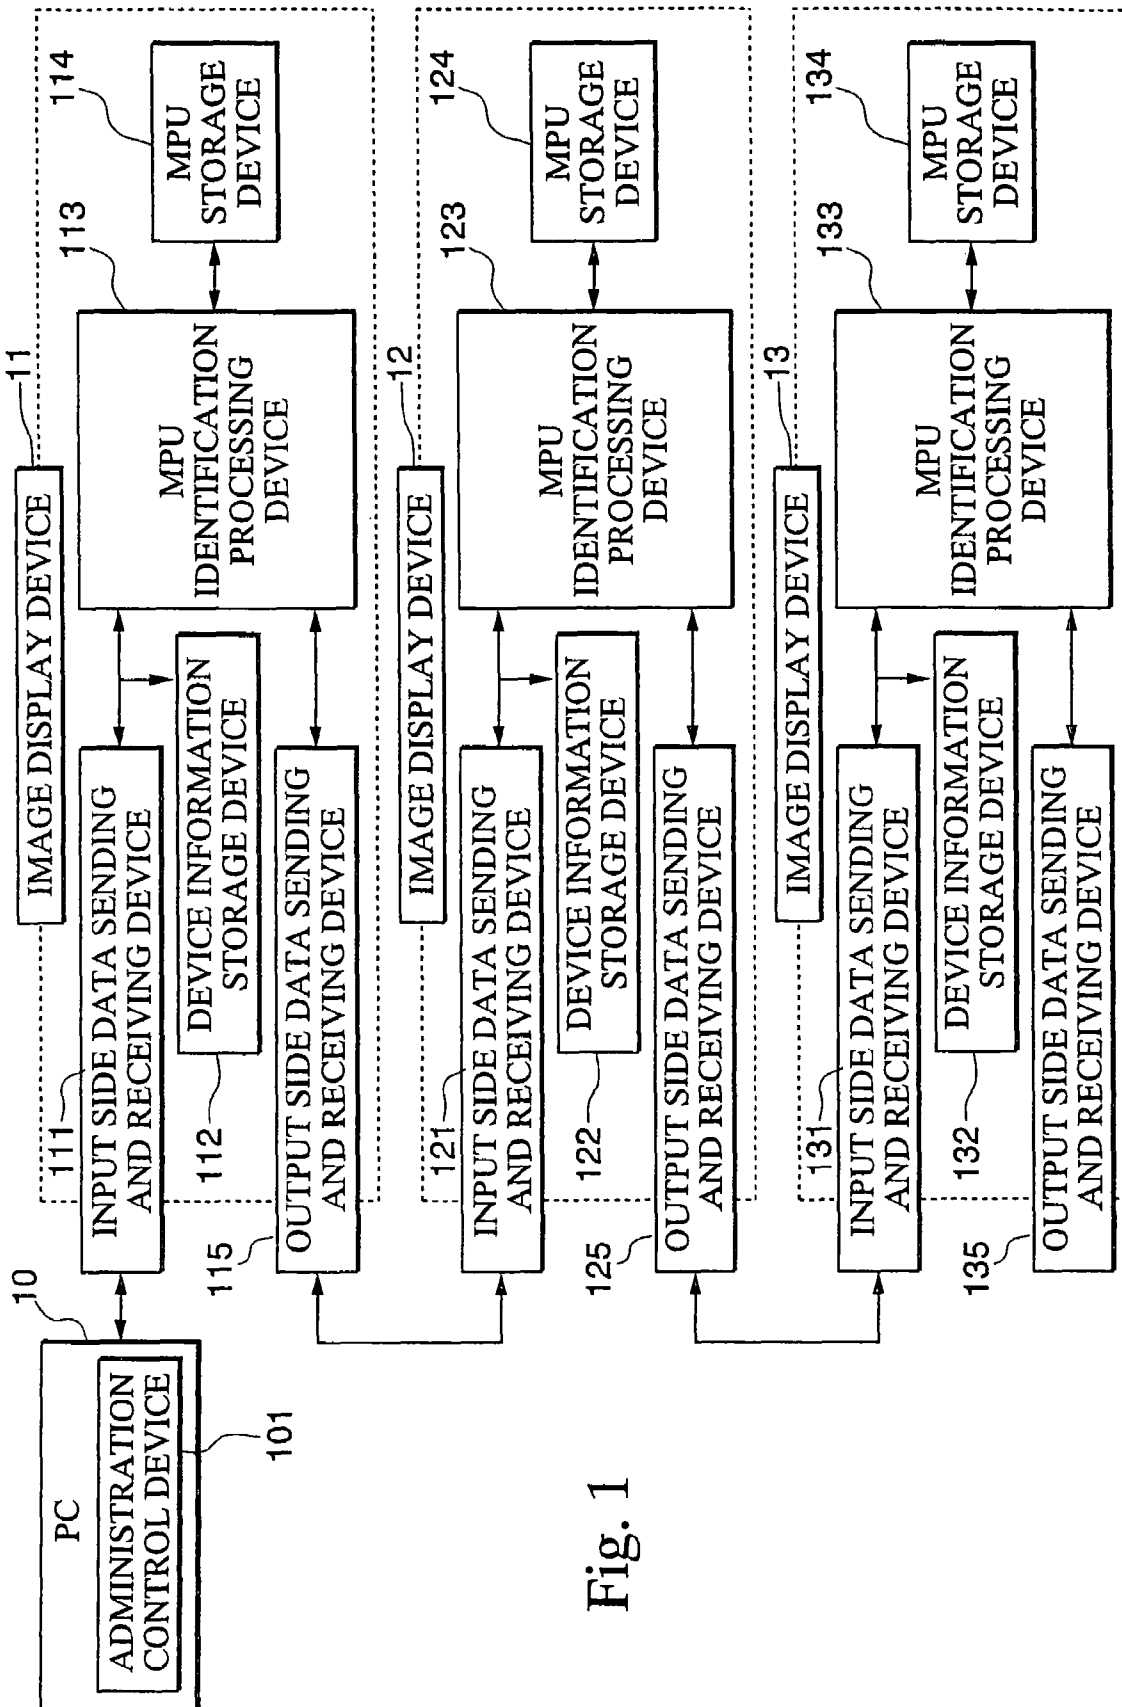 10
PC
ADMINISTRATION
CONTROL DEVICE
101
IMAGE DISPLAY DEVICE
11
111
INPUT SIDE DATA SENDING
AND RECEIVING DEVICE
112
DEVICE INFORMATION
STORAGE DEVICE
115
OUTPUT SIDE DATA SENDING
AND RECEIVING DEVICE
113
MPU
IDENTIFICATION
PROCESSING
DEVICE
114
MPU
STORAGE
DEVICE
IMAGE DISPLAY DEVICE
12
121
INPUT SIDE DATA SENDING
AND RECEIVING DEVICE
122
DEVICE INFORMATION
STORAGE DEVICE
125
OUTPUT SIDE DATA SENDING
AND RECEIVING DEVICE
123
MPU
IDENTIFICATION
PROCESSING
DEVICE
124
MPU
STORAGE
DEVICE
IMAGE DISPLAY DEVICE
13
131
INPUT SIDE DATA SENDING
AND RECEIVING DEVICE
132
DEVICE INFORMATION
STORAGE DEVICE
135
OUTPUT SIDE DATA SENDING
AND RECEIVING DEVICE
133
MPU
IDENTIFICATION
PROCESSING
DEVICE
134
MPU
STORAGE
DEVICE
Fig. 1